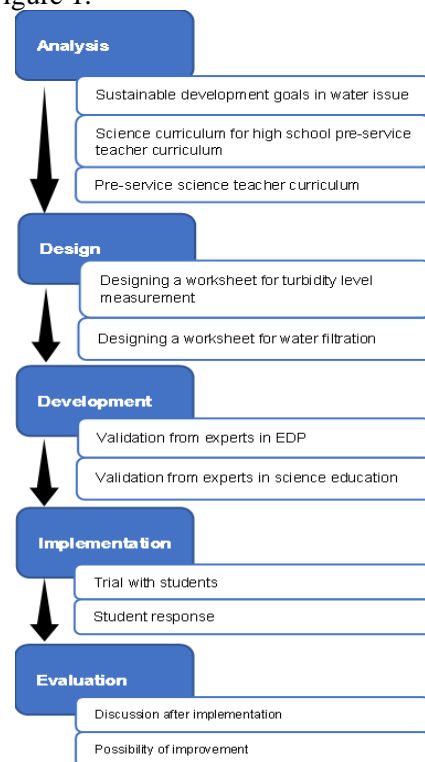 igure 1.
Analysis
Sustainable development goals in water issue
Science curriculum for high school pre-service
teacher curriculum
Pre-service science teacher curriculum
Design
Designing a worksheet for turbidity level
measurement
Designing a worksheet for water filtration
Development
Validation from experts in EDP
Validation from experts in science education
Implementation
Trial with students
Student response
Evaluation
Discussion after implementation
Possibility of improvement